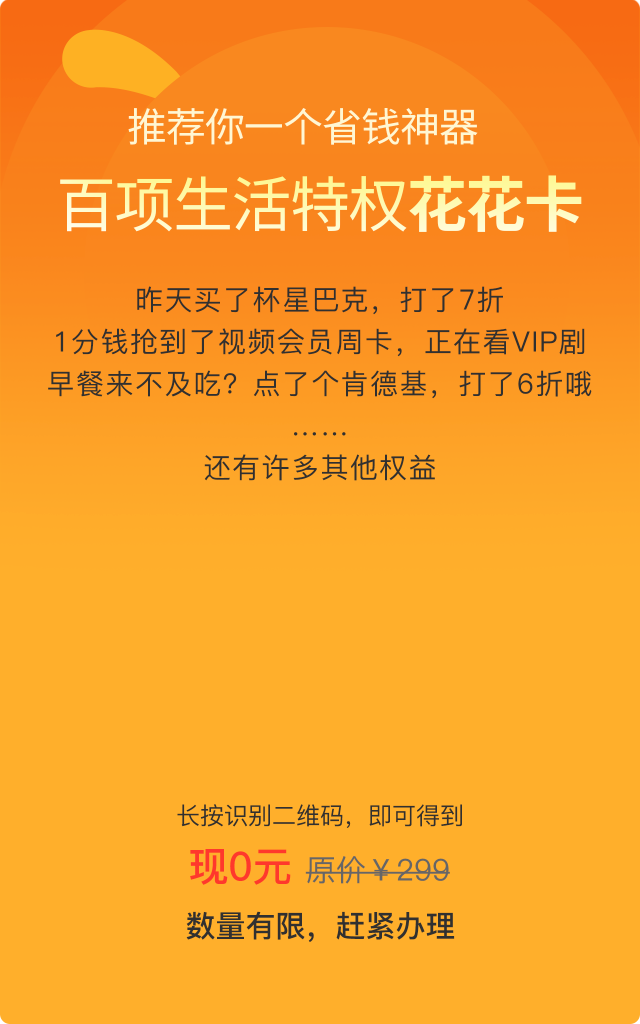 推荐你一个省钱神器
百项生活特权花花卡
昨天买了杯星巴克，打了7折
1分钱抢到了视频会员周卡，正在看VIP剧
早餐来不及吃？点了个肯德基，打了6折哦
……
还有许多其他权益
长按识别二维码，即可得到
现0元 原价￥299
数量有限，赶紧办理